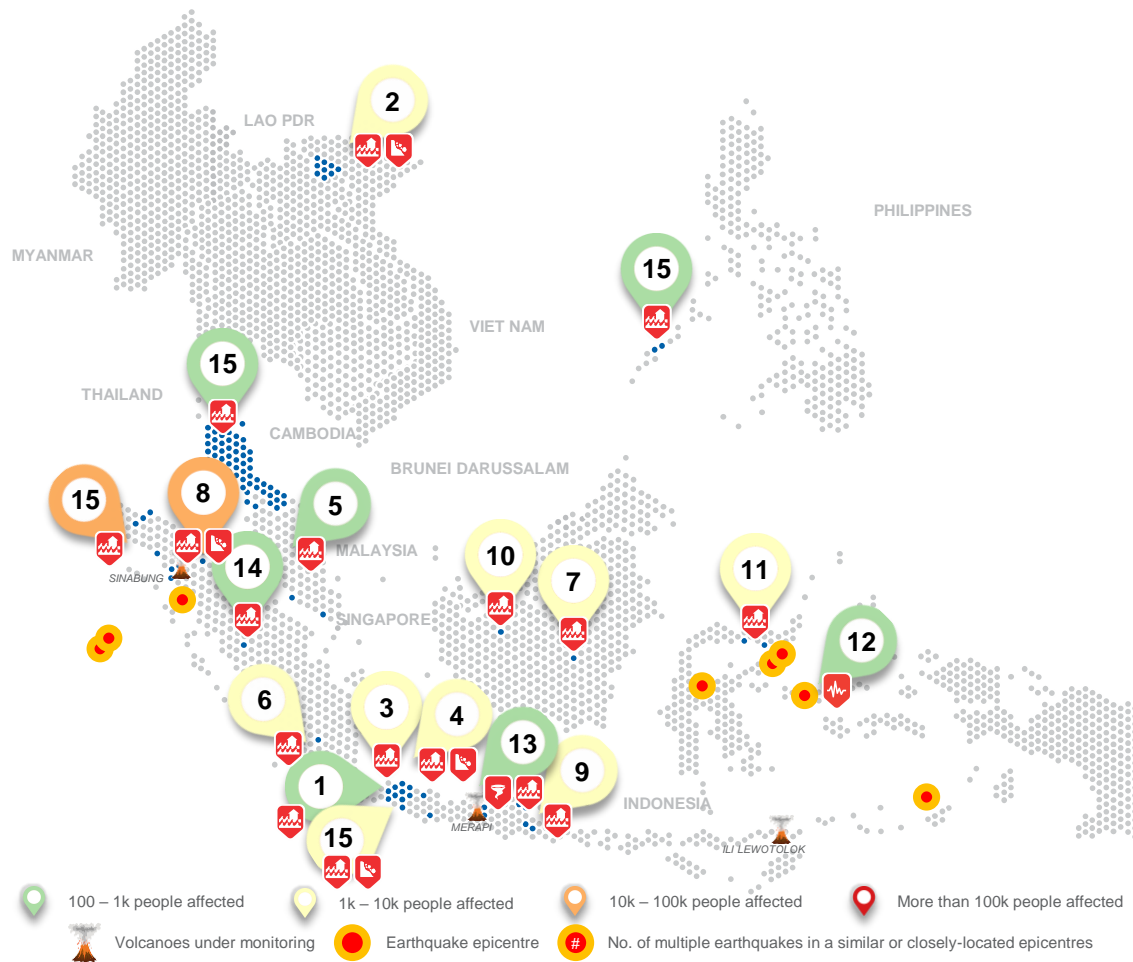 2
LAO PDR
PHILIPPINES
MYANMAR
15
VIET NAM
15
THAILAND
CAMBODIA
BRUNEI DARUSSALAM
15
8
5
10
MALAYSIA
14
SINABUNG
7
11
SINGAPORE
12
6
3
4
13
9
1
INDONESIA
MERAPI
15
ILI LEWOTOLOK
100 – 1k people affected
1k – 10k people affected
10k – 100k people affected
More than 100k people affected
Volcanoes under monitoring
Earthquake epicentre
#
No. of multiple earthquakes in a similar or closely-located epicentres